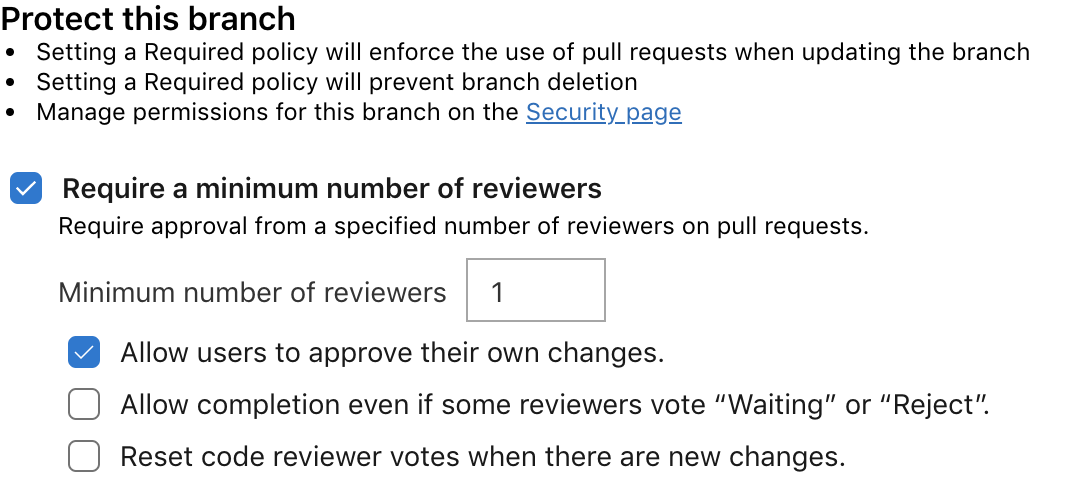 Protect this branch
• Setting a Required policy will enforce the use of pull requests when updating the branch
• Setting a Required policy will prevent branch deletion
• Manage permissions for this branch on the Security page
Require a minimum number of reviewers
Require approval from a specified number of reviewers on pull requests.
Minimum number of reviewers 1
Allow users to approve their own changes.
Allow completion even if some reviewers vote “Waiting” or “Reject”.
Reset code reviewer votes when there are new changes.